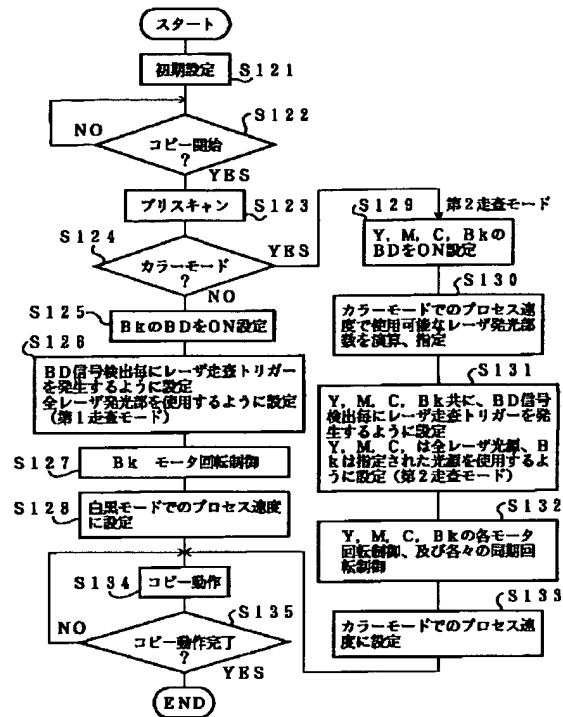 スタート
初期設定
S121
S122
NO
コピー開始
?
YES
プリスキャン
S123
S124
カラーモード
?
YES
NO
S125
BkのBDをON設定
S126
BD信号検出毎にレーザ走査トリガー
を発生するように設定
全レーザ発光部を使用するように設定
(第1走査モード)
S127
Bk モータ回転制御
S128
白黒モードでのプロセス速度
に設定
S134
コピー動作
S135
NO
コピー動作完了
?
YES
END
S129
第2走査モード
Y, M, C, Bkの
BDをON設定
S130
カラーモードでのプロセス速
度で使用可能なレーザ発光部
数を演算、指定
S131
Y, M, C, Bk共に、BD信号
検出毎にレーザ走査トリガーを発
生するように設定
Y, M, C, は全レーザ光源、B
kは指定された光源を使用するよ
うに設定(第2走査モード)
S132
Y, M, C, Bkの各モータ
回転制御、及び各々の同期回
転制御
S133
カラーモードでのプロセス速
度に設定